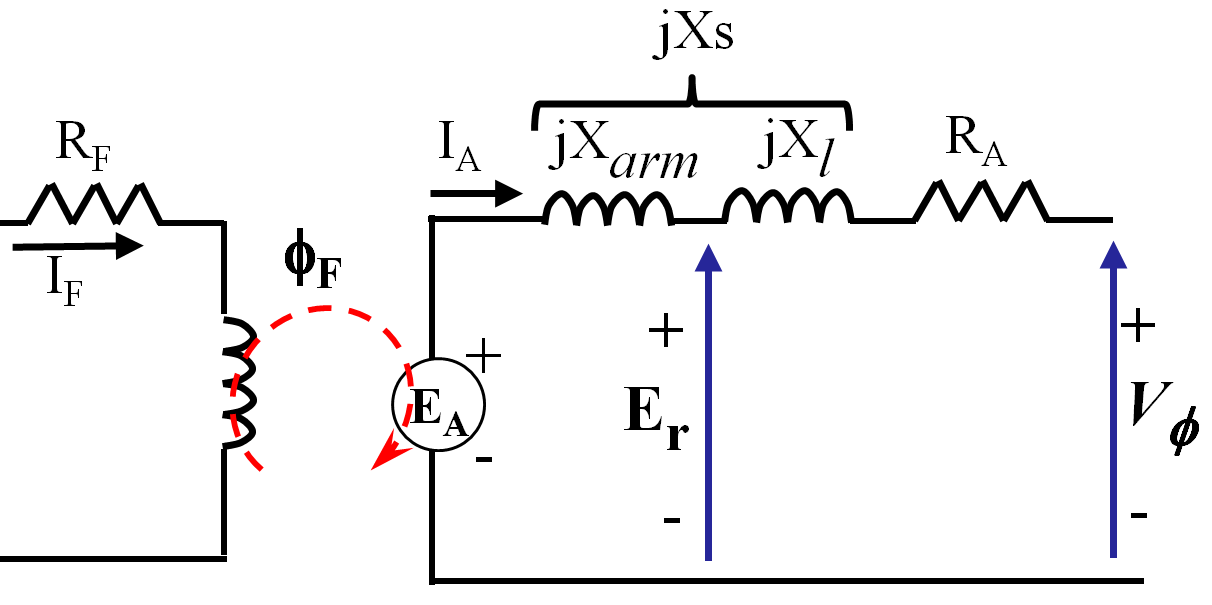 jXs
R_F
I_A
jX_arm
jX_l
R_A
I_F
ϕ_F
+
E_A
-
+
E_r
-
+
V_ϕ
-